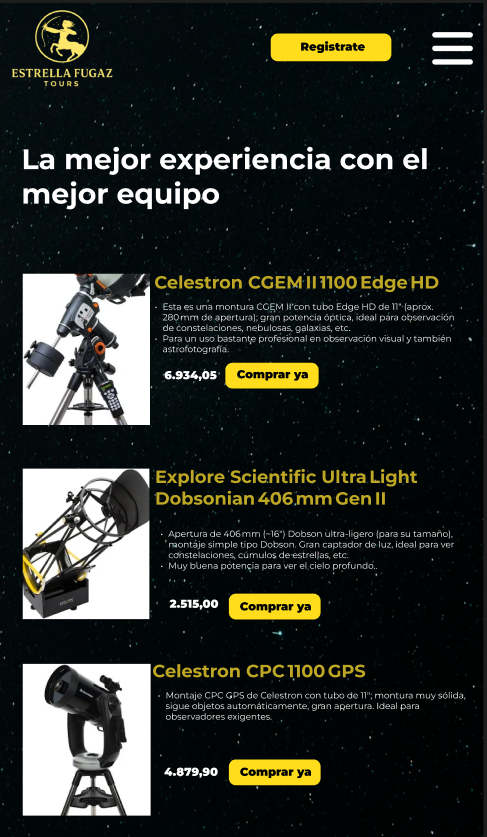 ESTRELLA FUGAZ
TOURS
Registrate
La mejor experiencia con el
mejor equipo
Celestron CGEM II 1100 Edge HD
• Esta es una montura CGEM II con tubo Edge HD de 11" (aprox.
280 mm de apertura); gran potencia óptica, ideal para observación
de constelaciones, nebulosas, galaxias, etc.
• Para un uso bastante profesional en observación visual y también
astrofotografía.
6.934,05
Comprar ya
Explore Scientific Ultra Light
Dobsonian 406 mm Gen II
• Apertura de 406 mm (~16") Dobson ultra-ligero (para su tamaño),
montaje simple tipo Dobson. Gran captador de luz, ideal para ver
constelaciones, cúmulos de estrellas, etc.
• Muy buena potencia para ver el cielo profundo..
2.515,00
Comprar ya
Celestron CPC 1100 GPS
• Montaje CPC GPS de Celestron con tubo de 11"; montura muy sólida,
sigue objetos automáticamente, gran apertura. Ideal para
observadores exigentes.
4.879,90
Comprar ya